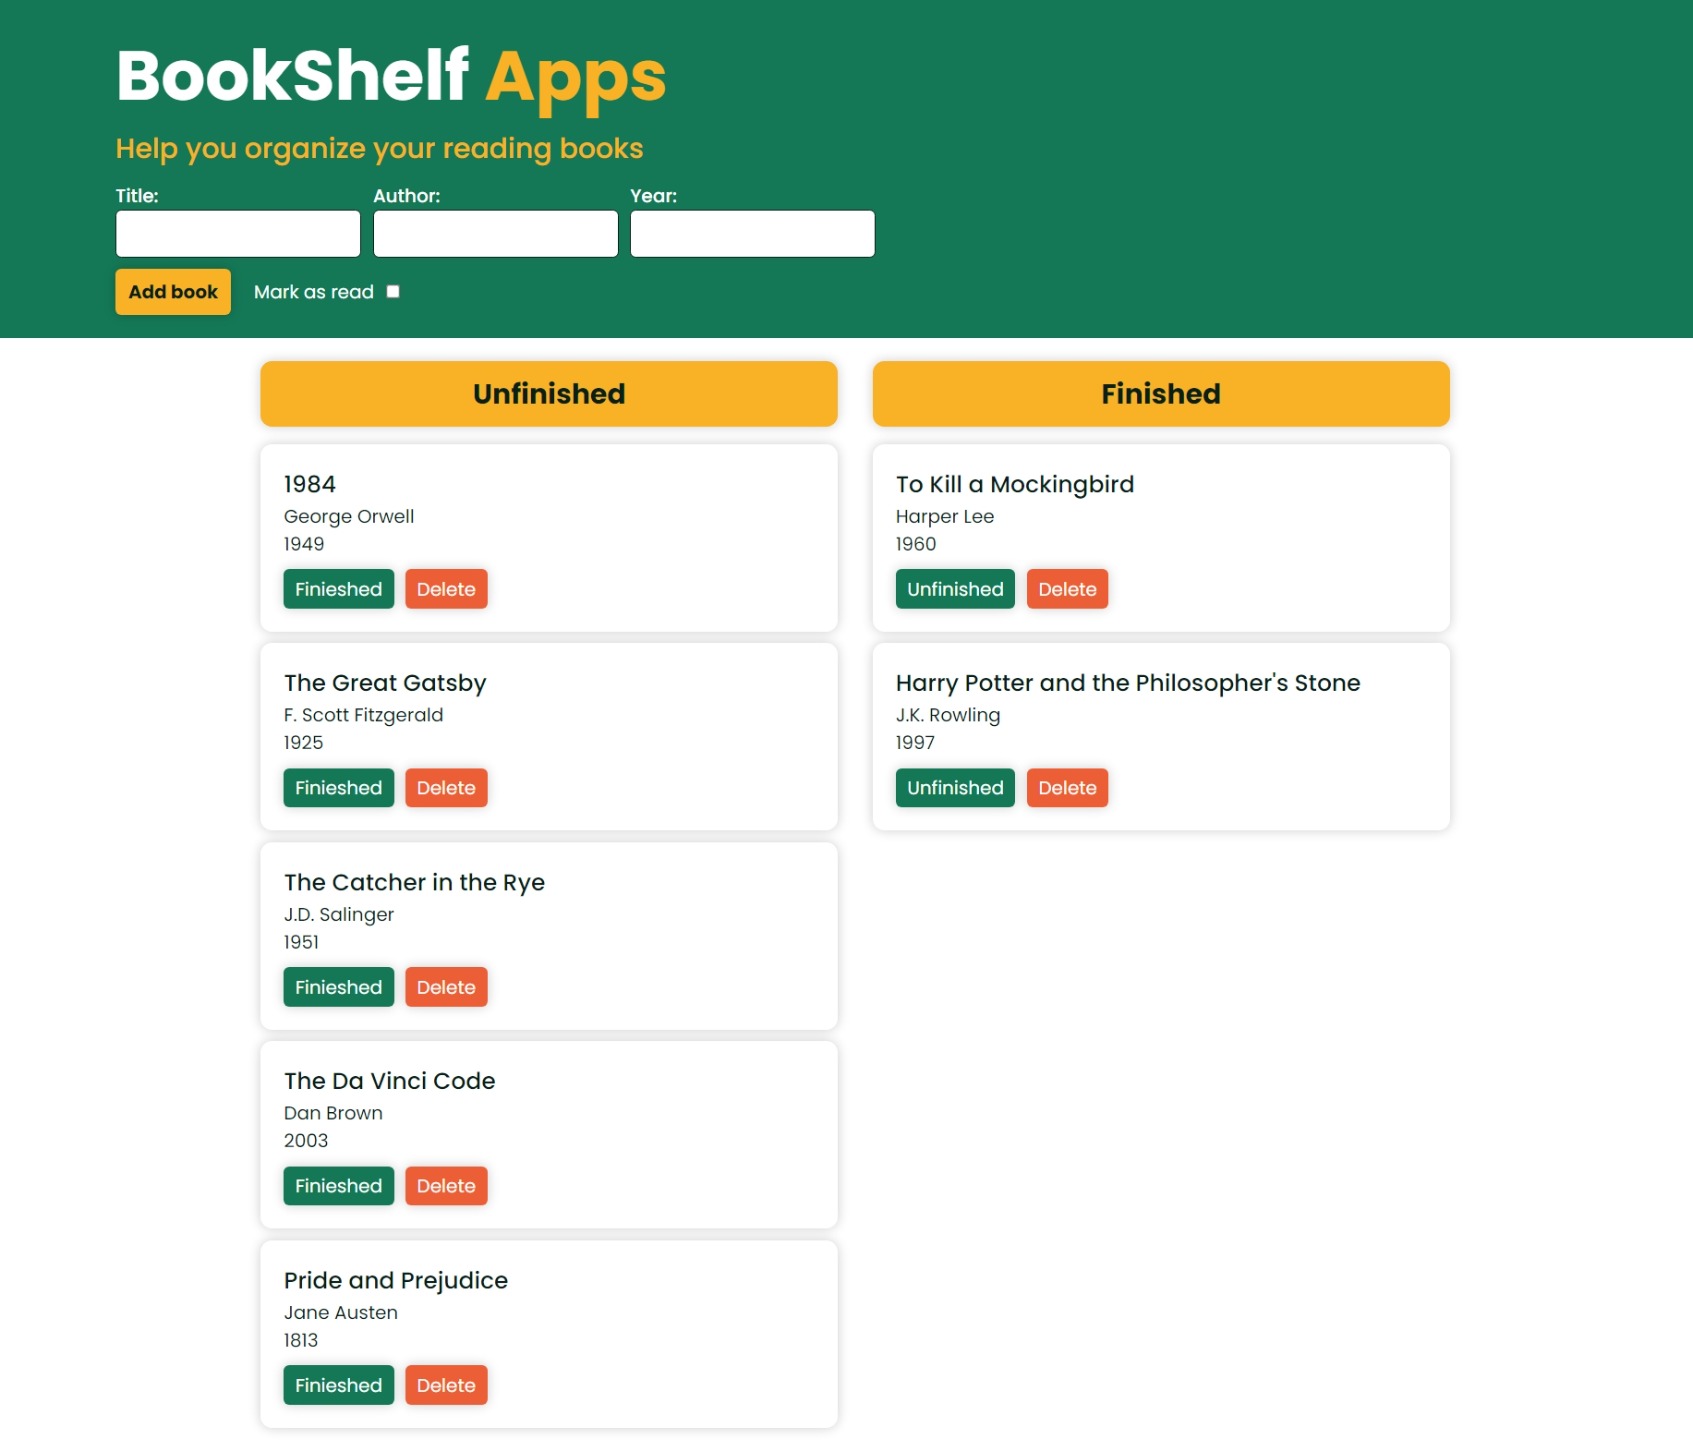 BookShelf Apps
Help you organize your reading books
Title: Author: Year:
Add book Mark as read
Unfinished
1984
George Orwell
1949
Finieshed Delete
The Great Gatsby
F. Scott Fitzgerald
1925
Finieshed Delete
The Catcher in the Rye
J.D. Salinger
1951
Finieshed Delete
The Da Vinci Code
Dan Brown
2003
Finieshed Delete
Pride and Prejudice
Jane Austen
1813
Finieshed Delete
Finished
To Kill a Mockingbird
Harper Lee
1960
Unfinished Delete
Harry Potter and the Philosopher's Stone
J.K. Rowling
1997
Unfinished Delete